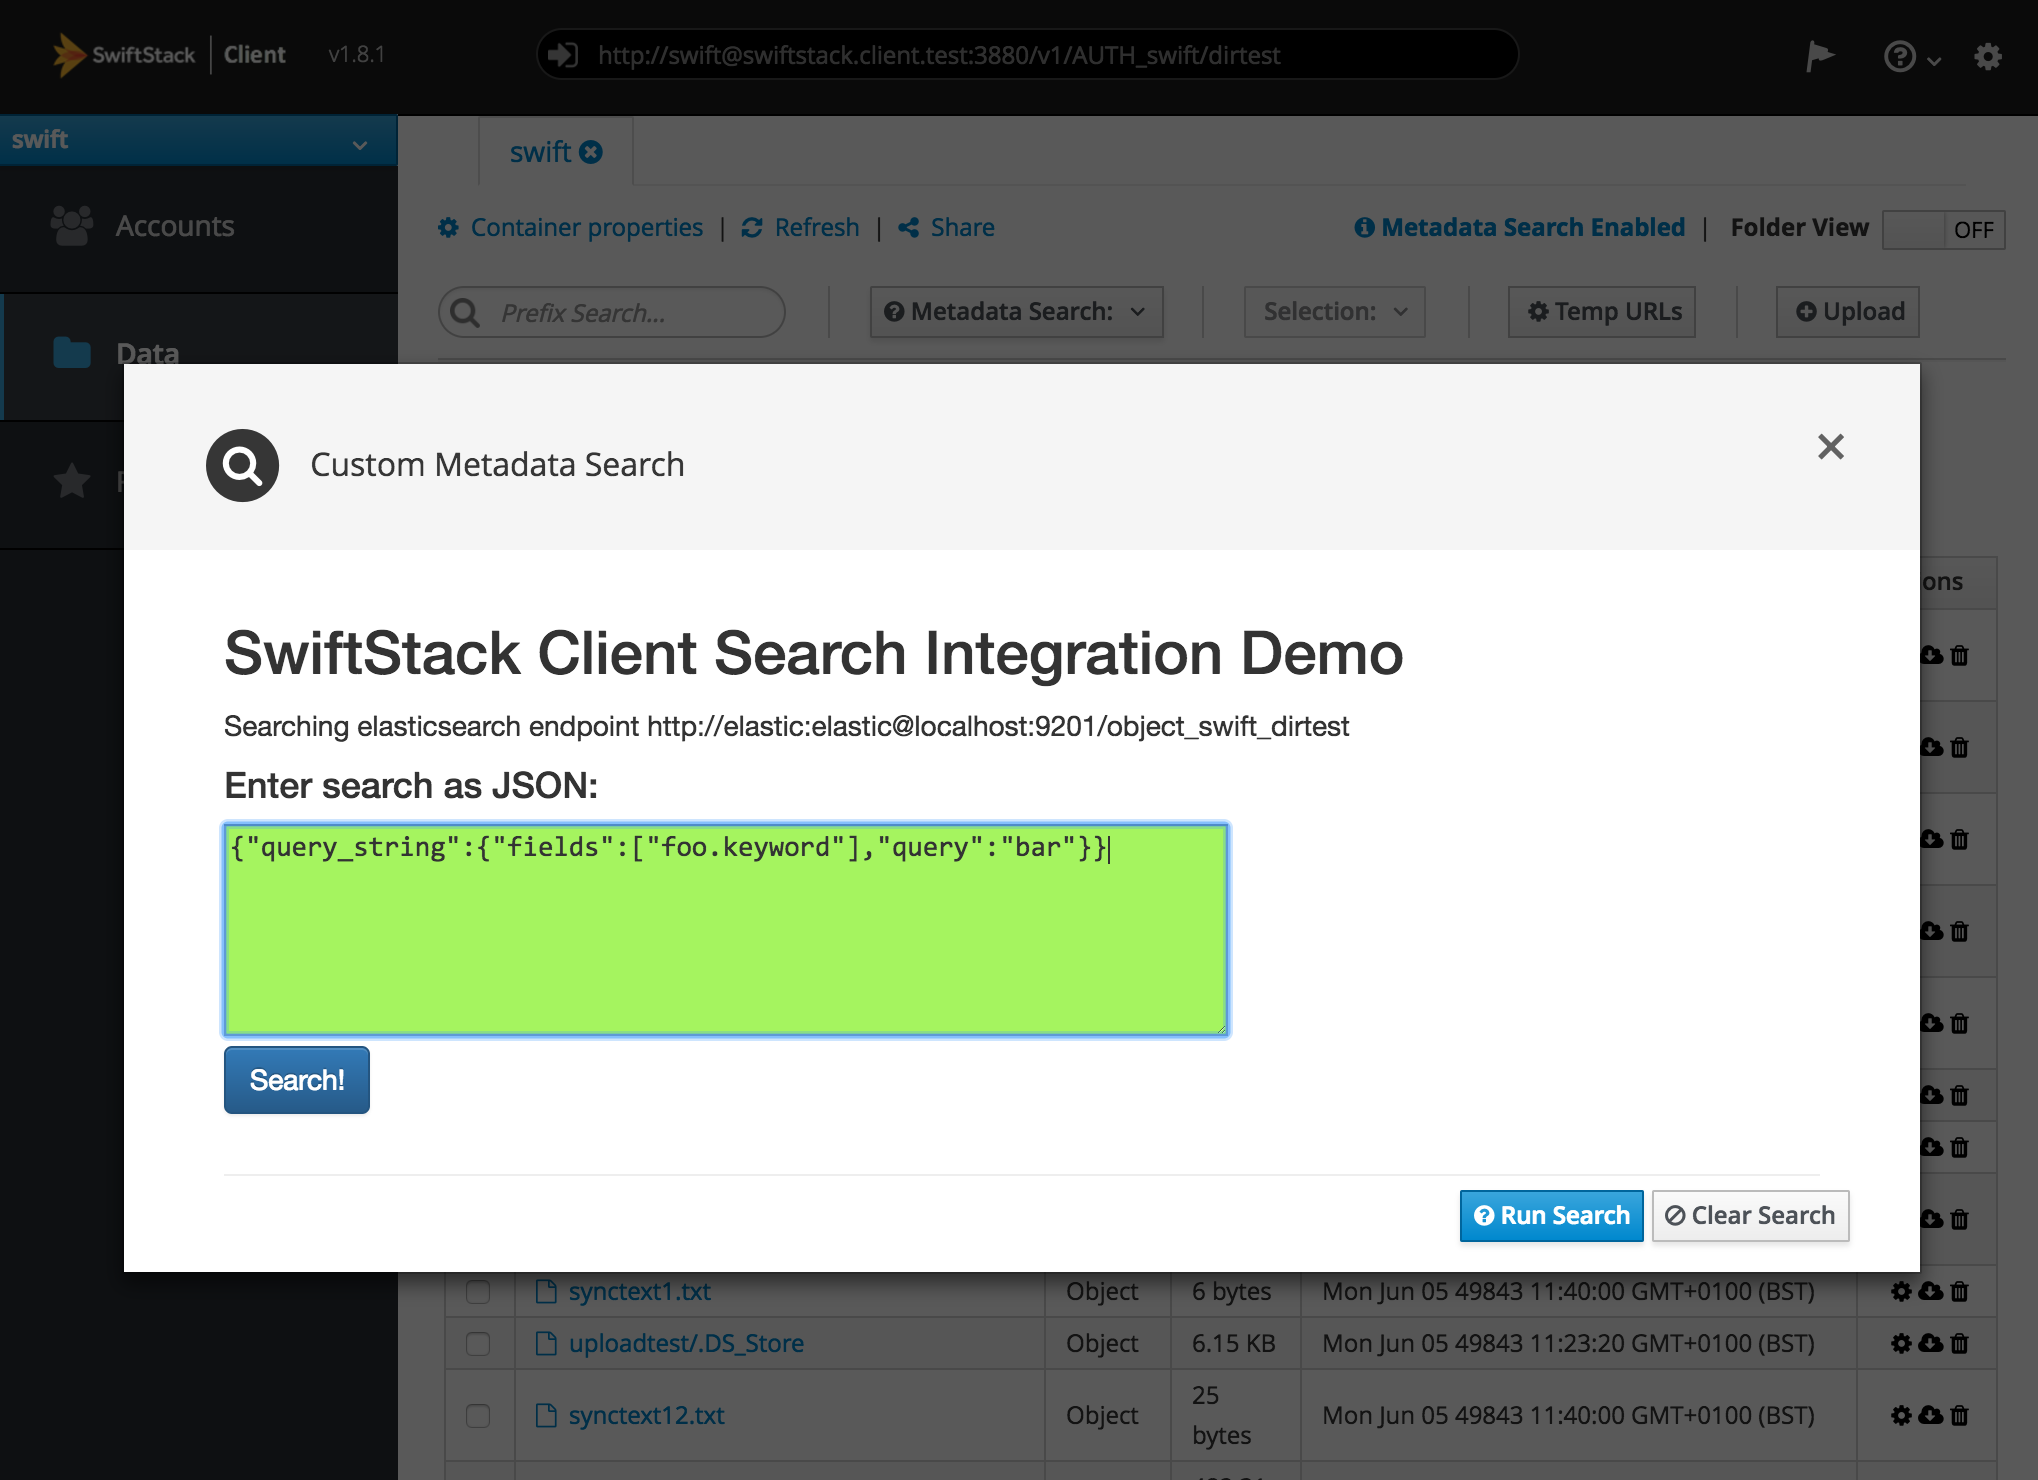 SwiftStack | Client v1.8.1
http://swift@swiftstack.client.test:3880/v1/AUTH_swift/dirtest
swift
swift
Accounts
Data
Container properties | Refresh | Share
Metadata Search Enabled | Folder View OFF
Prefix Search...
Metadata Search:
Selection:
Temp URLs
Upload
Custom Metadata Search
SwiftStack Client Search Integration Demo
Searching elasticsearch endpoint http://elastic:elastic@localhost:9201/object_swift_dirtest
Enter search as JSON:
{"query_string":{"fields":["foo.keyword"],"query":"bar"}}
Search!
Run Search
Clear Search
synctext1.txt Object 6 bytes Mon Jun 05 49843 11:40:00 GMT+0100 (BST)
uploadtest/.DS_Store Object 6.15 KB Mon Jun 05 49843 11:23:20 GMT+0100 (BST)
synctext12.txt Object 25 bytes Mon Jun 05 49843 11:40:00 GMT+0100 (BST)